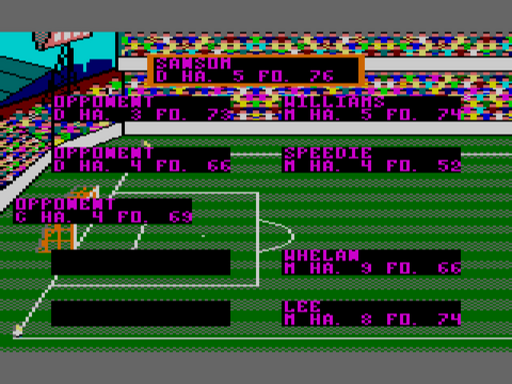 SANSOM
D HA. 5 FO. 76
OPPONENT
D HA. 3 FO. 73
WILLIAMS
M HA. 5 FO. 74
OPPONENT
D HA. 4 FO. 66
SPEEDIE
M HA. 4 FO. 52
OPPONENT
C HA. 4 FO. 69
WHELAN
M HA. 9 FO. 66
LEE
M HA. 8 FO. 74